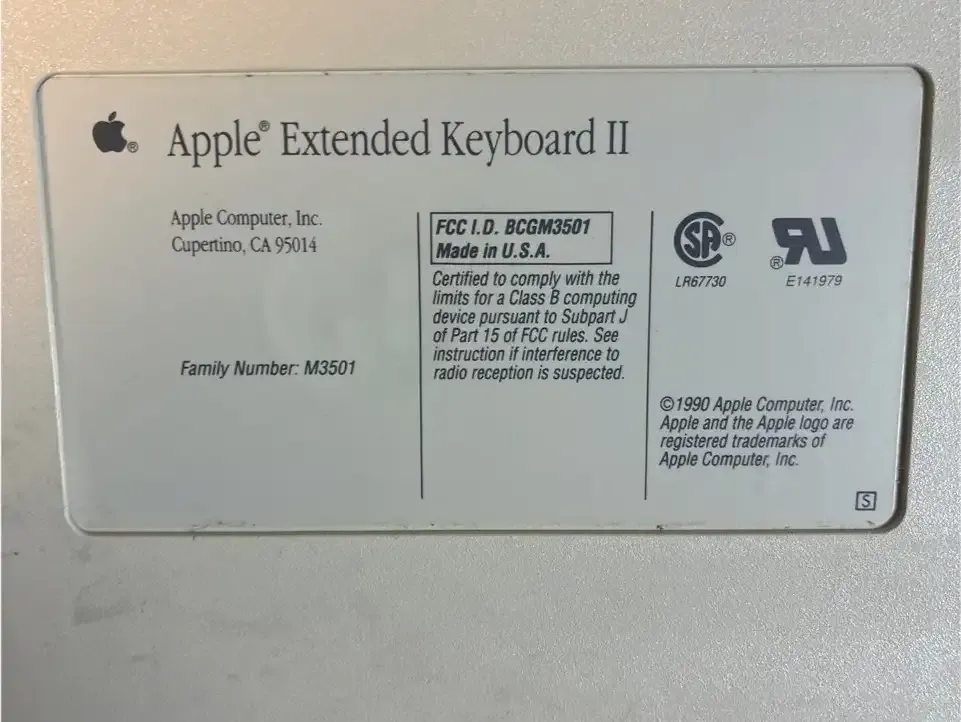 Apple® Extended Keyboard II
Apple Computer, Inc.
Cupertino, CA 95014
Family Number: M3501
FCC I.D. BCGM3501
Made in U.S.A.
Certified to comply with the
limits for a Class B computing
device pursuant to Subpart J
of Part 15 of FCC rules. See
instruction if interference to
radio reception is suspected.
SA®
LR67730
RU®
E141979
©1990 Apple Computer, Inc.
Apple and the Apple logo are
registered trademarks of
Apple Computer, Inc.
S